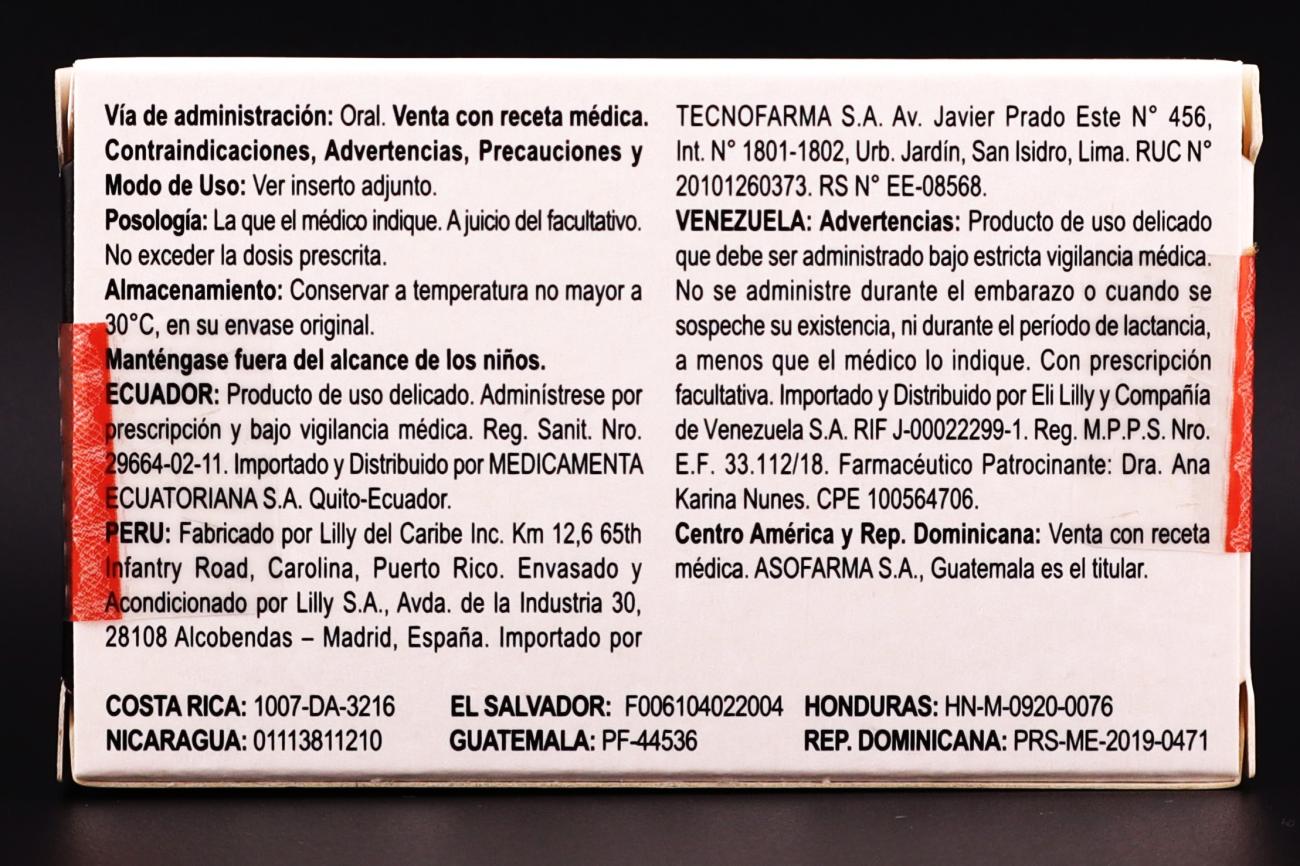 Vía de administración: Oral. Venta con receta médica.
Contraindicaciones, Advertencias, Precauciones y
Modo de Uso: Ver inserto adjunto.
Posología: La que el médico indique. A juicio del facultativo.
No exceder la dosis prescrita.
Almacenamiento: Conservar a temperatura no mayor a
30°C, en su envase original.
Manténgase fuera del alcance de los niños.
ECUADOR: Producto de uso delicado. Adminístrese por
prescripción y bajo vigilancia médica. Reg. Sanit. Nro.
29664-02-11. Importado y Distribuido por MEDICAMENTA
ECUATORIANA S.A. Quito-Ecuador.
PERU: Fabricado por Lilly del Caribe Inc. Km 12,6 65th
Infantry Road, Carolina, Puerto Rico. Envasado y
Acondicionado por Lilly S.A., Avda. de la Industria 30,
28108 Alcobendas – Madrid, España. Importado por
TECNOFARMA S.A. Av. Javier Prado Este N° 456,
Int. N° 1801-1802, Urb. Jardín, San Isidro, Lima. RUC N°
20101260373. RS N° EE-08568.
VENEZUELA: Advertencias: Producto de uso delicado
que debe ser administrado bajo estricta vigilancia médica.
No se administre durante el embarazo o cuando se
sospeche su existencia, ni durante el período de lactancia,
a menos que el médico lo indique. Con prescripción
facultativa. Importado y Distribuido por Eli Lilly y Compañía
de Venezuela S.A. RIF J-00022299-1. Reg. M.P.P.S. Nro.
E.F. 33.112/18. Farmacéutico Patrocinante: Dra. Ana
Karina Nunes. CPE 100564706.
Centro América y Rep. Dominicana: Venta con receta
médica. ASOFARMA S.A., Guatemala es el titular.
COSTA RICA: 1007-DA-3216 EL SALVADOR: F006104022004 HONDURAS: HN-M-0920-0076
NICARAGUA: 01113811210 GUATEMALA: PF-44536 REP. DOMINICANA: PRS-ME-2019-0471